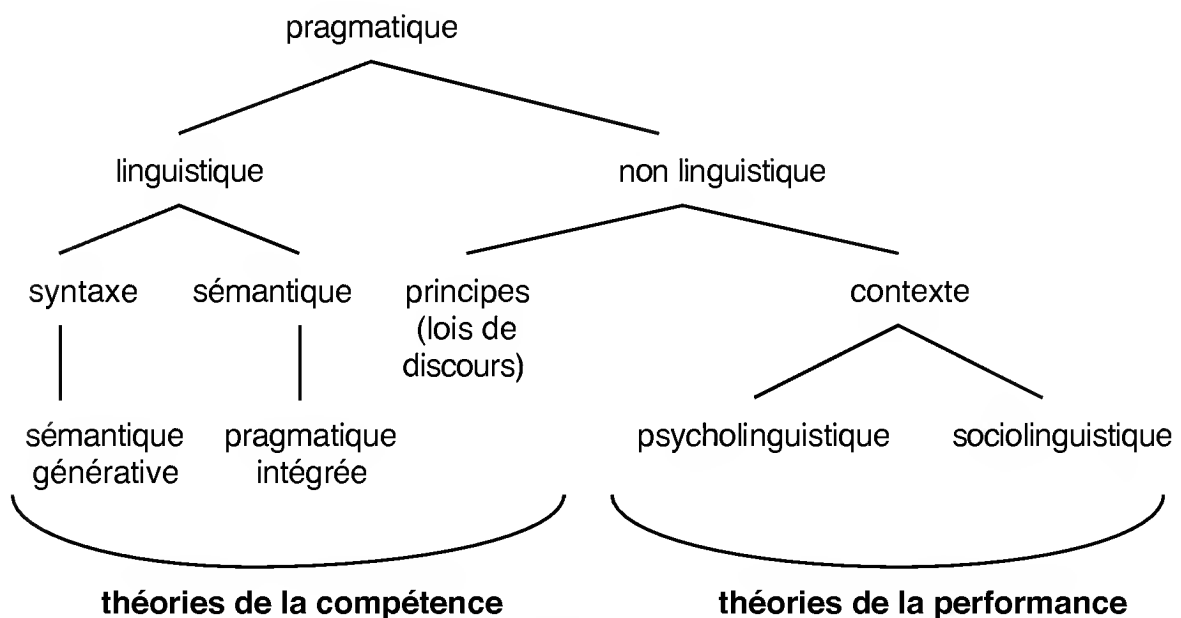 pragmatique
linguistique
non linguistique
syntaxe
sémantique
principes
(lois de
discours)
contexte
sémantique
générative
pragmatique
intégrée
psycholinguistique
sociolinguistique
théories de la compétence
théories de la performance